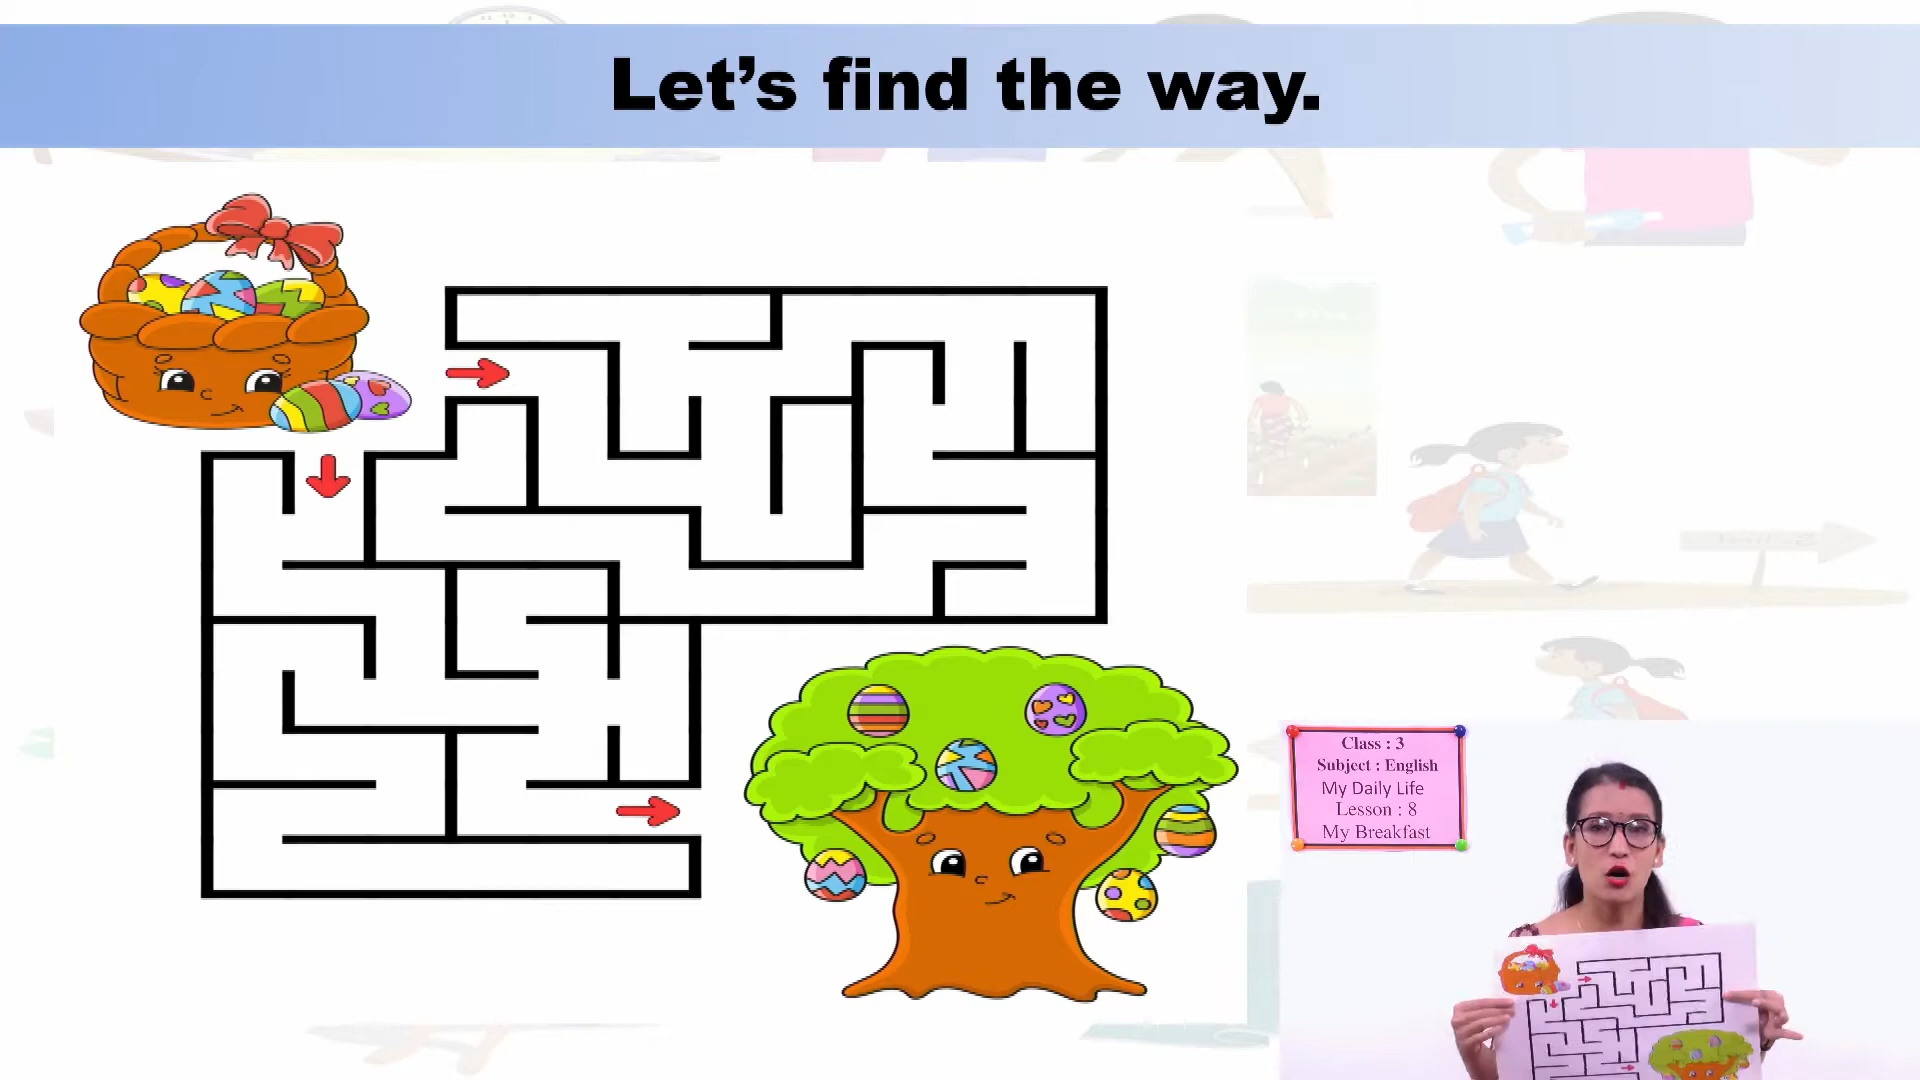 Let’s find the way.
Class : 3
Subject : English
My Daily Life
Lesson : 8
My Breakfast